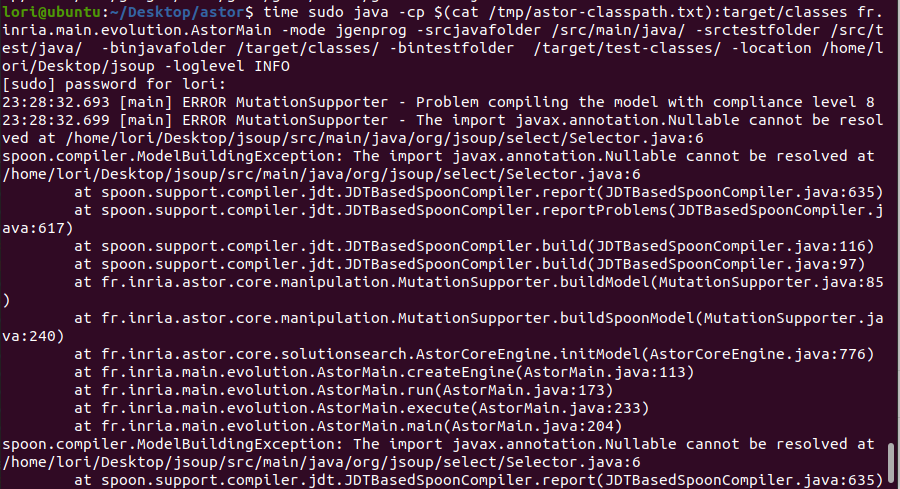 lori@ubuntu:~/Desktop/astor$ time sudo java -cp $(cat /tmp/astor-classpath.txt):target/classes fr.
inria.main.evolution.AstorMain -mode jgenprog -srcjavafolder /src/main/java/ -srctestfolder /src/t
est/java/  -binjavafolder /target/classes/ -bintestfolder  /target/test-classes/ -location /home/l
ori/Desktop/jsoup -loglevel INFO
[sudo] password for lori:
23:28:32.693 [main] ERROR MutationSupporter - Problem compiling the model with compliance level 8
23:28:32.699 [main] ERROR MutationSupporter - The import javax.annotation.Nullable cannot be resol
ved at /home/lori/Desktop/jsoup/src/main/java/org/jsoup/select/Selector.java:6
spoon.compiler.ModelBuildingException: The import javax.annotation.Nullable cannot be resolved at
/home/lori/Desktop/jsoup/src/main/java/org/jsoup/select/Selector.java:6
        at spoon.support.compiler.jdt.JDTBasedSpoonCompiler.report(JDTBasedSpoonCompiler.java:635)
        at spoon.support.compiler.jdt.JDTBasedSpoonCompiler.reportProblems(JDTBasedSpoonCompiler.j
ava:617)
        at spoon.support.compiler.jdt.JDTBasedSpoonCompiler.build(JDTBasedSpoonCompiler.java:116)
        at spoon.support.compiler.jdt.JDTBasedSpoonCompiler.build(JDTBasedSpoonCompiler.java:97)
        at fr.inria.astor.core.manipulation.MutationSupporter.buildModel(MutationSupporter.java:85
)
        at fr.inria.astor.core.manipulation.MutationSupporter.buildSpoonModel(MutationSupporter.ja
va:240)
        at fr.inria.astor.core.solutionsearch.AstorCoreEngine.initModel(AstorCoreEngine.java:776)
        at fr.inria.main.evolution.AstorMain.createEngine(AstorMain.java:113)
        at fr.inria.main.evolution.AstorMain.run(AstorMain.java:173)
        at fr.inria.main.evolution.AstorMain.execute(AstorMain.java:233)
        at fr.inria.main.evolution.AstorMain.main(AstorMain.java:204)
spoon.compiler.ModelBuildingException: The import javax.annotation.Nullable cannot be resolved at
/home/lori/Desktop/jsoup/src/main/java/org/jsoup/select/Selector.java:6
        at spoon.support.compiler.jdt.JDTBasedSpoonCompiler.report(JDTBasedSpoonCompiler.java:635)